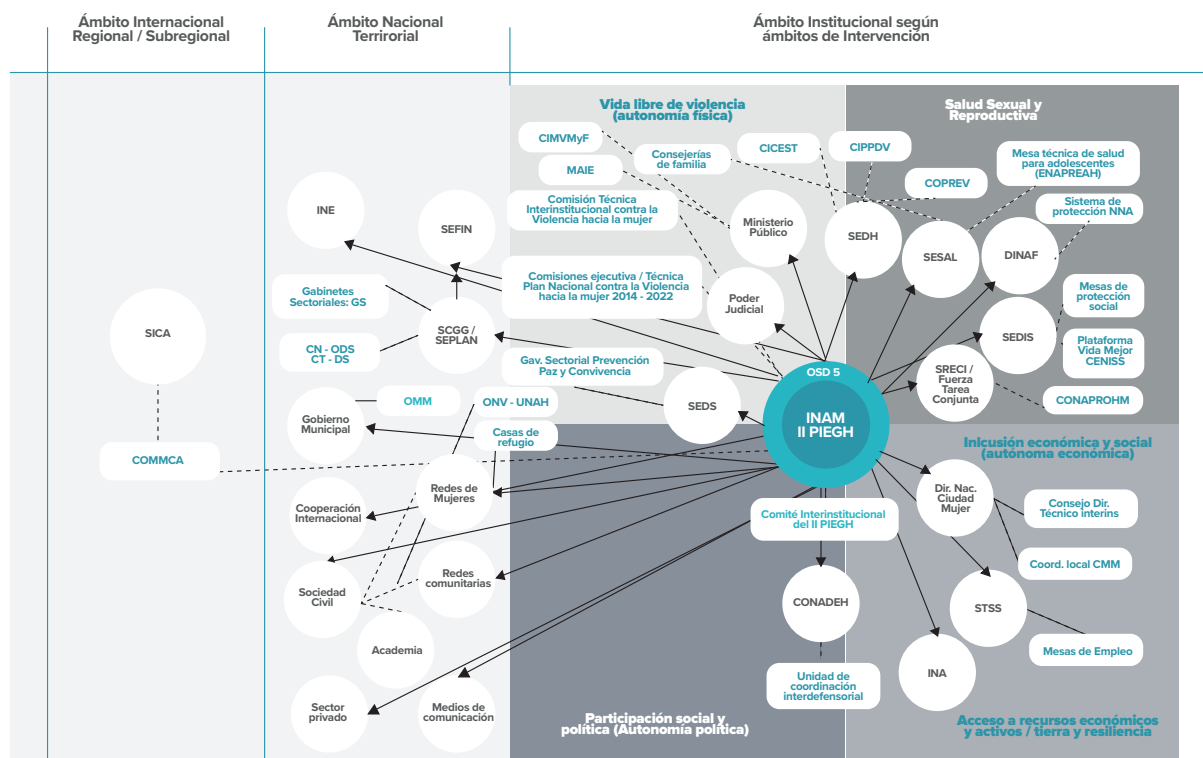 Ámbito Internacional
Regional / Subregional
Ámbito Nacional
Terrirorial
Ámbito Institucional según
ámbitos de Intervención
Vida libre de violencia
(autonomía física)
Salud Sexual y
Reproductiva
CIMVMyF
MAIE
Consejerías
de familia
CICEST
CIPPDV
COPREV
Mesa técnica de salud
para adolescentes
(ENAPREAH)
Sistema de
protección NNA
Comisión Técnica
Interinstitucional contra la
Violencia hacia la mujer
Ministerio
Público
SEDH
SESAL
DINAF
INE
SEFIN
Comisiones ejecutiva / Técnica
Plan Nacional contra la Violencia
hacia la mujer 2014 - 2022
Gabinetes
Sectoriales: GS
Poder
Judicial
Mesas de
protección
social
SICA
SCGG /
SEPLAN
SEDIS
CN - ODS
CT - DS
Gav. Sectorial Prevención
Paz y Convivencia
Plataforma
Vida Mejor
CENISS
OSD 5
SRECI /
Fuerza
Tarea
Conjunta
CONAPROHM
OMM
ONV - UNAH
SEDS
INAM
II PIEGH
Gobierno
Municipal
Casas de
refugio
COMMCA
Inicusión económica y social
(autónoma económica)
Redes de
Mujeres
Dir. Nac.
Ciudad
Mujer
Cooperación
Internacional
Consejo Dir.
Técnico interins
Comité Interinstitucional
del II PIEGH
Coord. local CMM
Redes
comunitarias
Sociedad
Civil
CONADEH
STSS
Academia
Mesas de Empleo
INA
Unidad de
coordinación
interdefensorial
Sector
privado
Medios de
comunicación
Participación social y
política (Autonomía política)
Acceso a recursos económicos
y activos / tierra y resiliencia